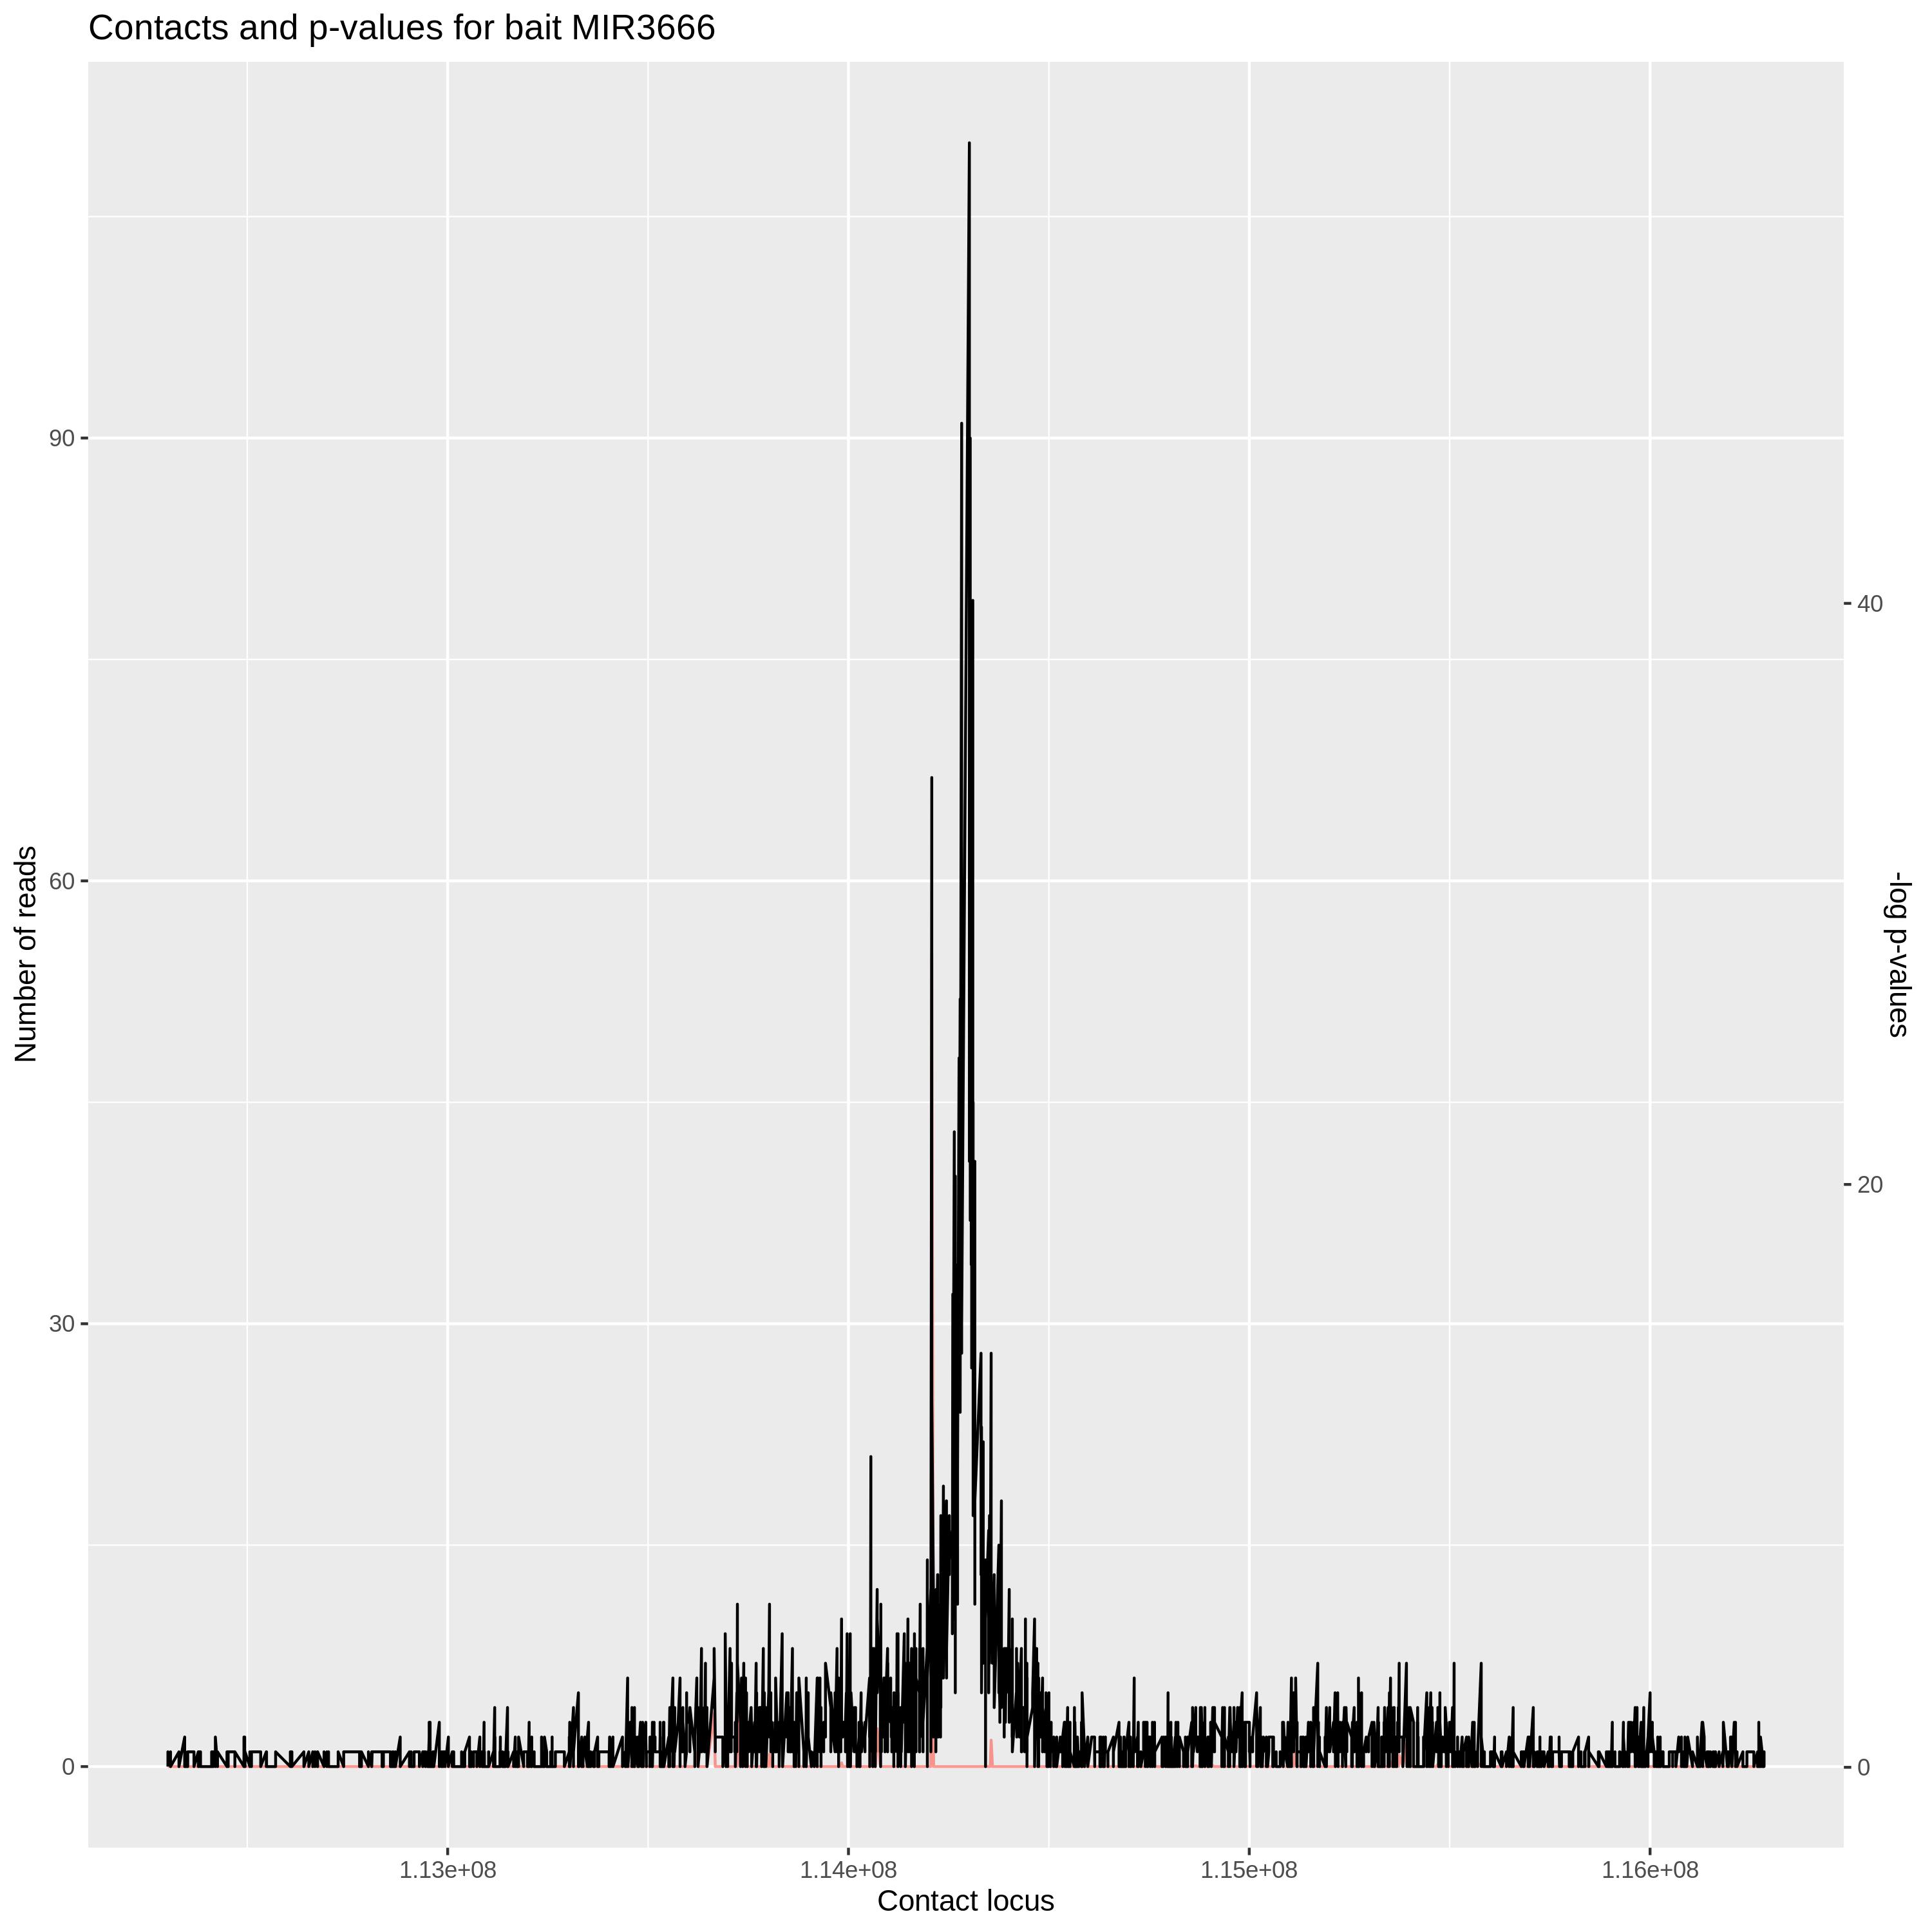 Contacts and p-values for bait MIR3666
90
60
30
0
40
20
0
Number of reads
-log p-values
1.13e+08
1.14e+08
1.15e+08
1.16e+08
Contact locus